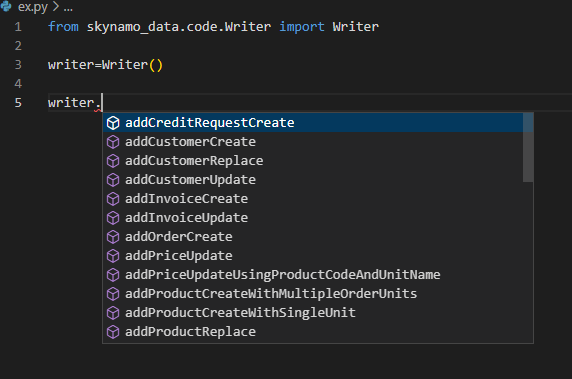 ex.py > ...
1 from skynamo_data.code.Writer import Writer
2
3 writer=Writer()
4
5 writer.
addCreditRequestCreate
addCustomerCreate
addCustomerReplace
addCustomerUpdate
addInvoiceCreate
addInvoiceUpdate
addOrderCreate
addPriceUpdate
addPriceUpdateUsingProductCodeAndUnitName
addProductCreateWithMultipleOrderUnits
addProductCreateWithSingleUnit
addProductReplace